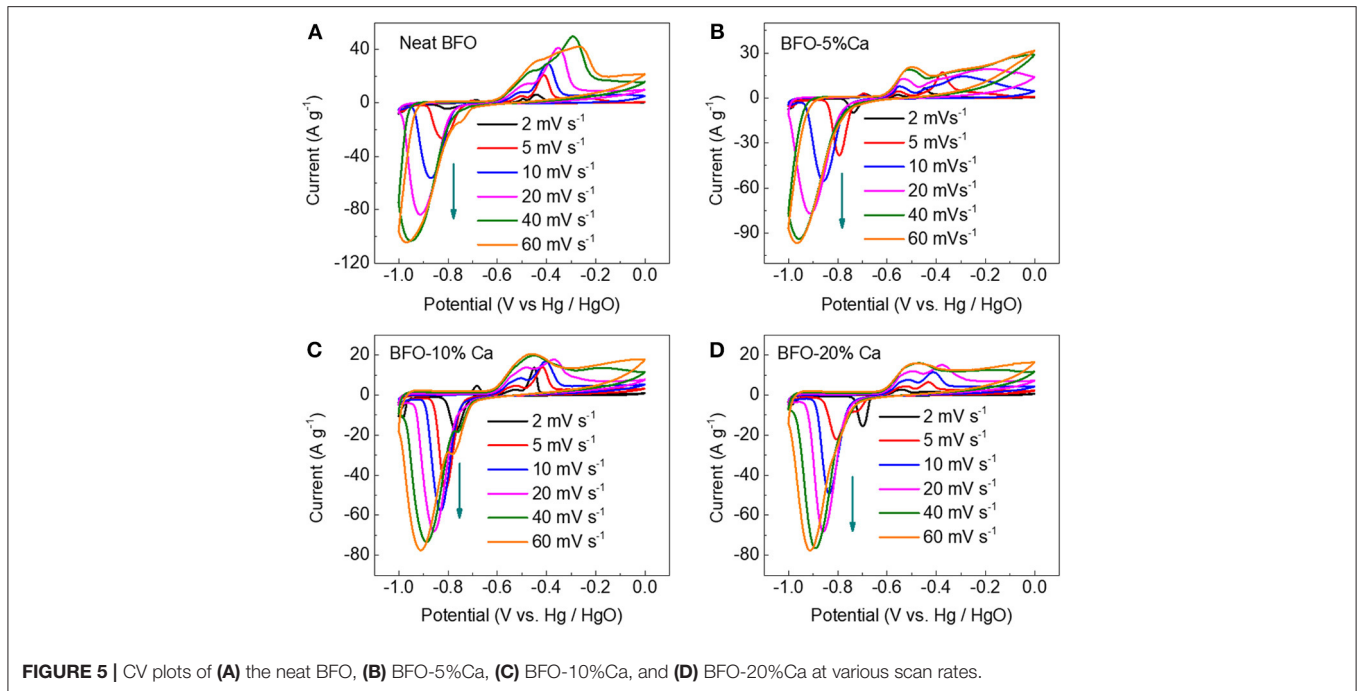 A
Neat BFO
Current (A g⁻¹)
40
0
-40
-80
-120
2 mV s⁻¹
5 mV s⁻¹
10 mV s⁻¹
20 mV s⁻¹
40 mV s⁻¹
60 mV s⁻¹
-1.0 -0.8 -0.6 -0.4 -0.2 0.0
Potential (V vs Hg / HgO)
B
BFO-5%Ca
Current (A g⁻¹)
30
0
-30
-60
-90
2 mVs⁻¹
5 mVs⁻¹
10 mVs⁻¹
20 mVs⁻¹
40 mVs⁻¹
60 mVs⁻¹
-1.0 -0.8 -0.6 -0.4 -0.2 0.0
Potential (V vs. Hg / HgO)
C
BFO-10% Ca
Current (A g⁻¹)
20
0
-20
-40
-60
-80
2 mV s⁻¹
5 mV s⁻¹
10 mV s⁻¹
20 mV s⁻¹
40 mV s⁻¹
60 mV s⁻¹
-1.0 -0.8 -0.6 -0.4 -0.2 0.0
Potential (V vs. Hg / HgO)
D
BFO-20% Ca
Current (A g⁻¹)
20
0
-20
-40
-60
-80
2 mV s⁻¹
5 mV s⁻¹
10 mV s⁻¹
20 mV s⁻¹
40 mV s⁻¹
60 mV s⁻¹
-1.0 -0.8 -0.6 -0.4 -0.2 0.0
Potential (V vs. Hg / HgO)
FIGURE 5 | CV plots of (A) the neat BFO, (B) BFO-5%Ca, (C) BFO-10%Ca, and (D) BFO-20%Ca at various scan rates.